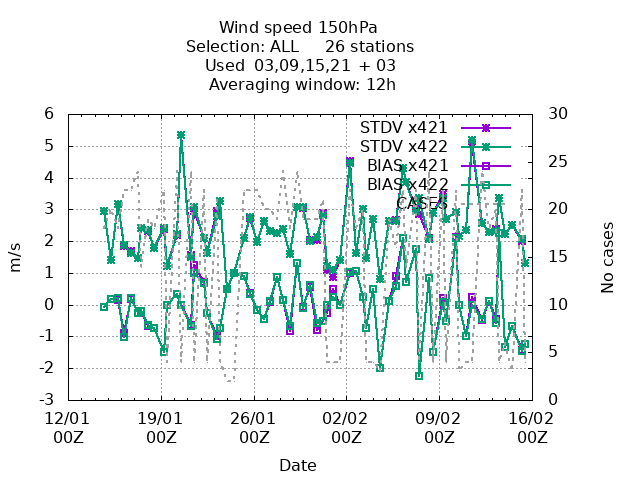 Wind speed 150hPa
Selection: ALL 26 stations
Used 03,09,15,21 + 03
Averaging window: 12h
6 30
STDV x421
STDV x422
5 25
BIAS x421
4
BIAS x422
CASES
3 20
2
m/s
15
No cases
1
0 10
-1
5
-2
-3 0
12/01 19/01 26/01 02/02 09/02 16/02
00Z 00Z 00Z 00Z 00Z 00Z
Date